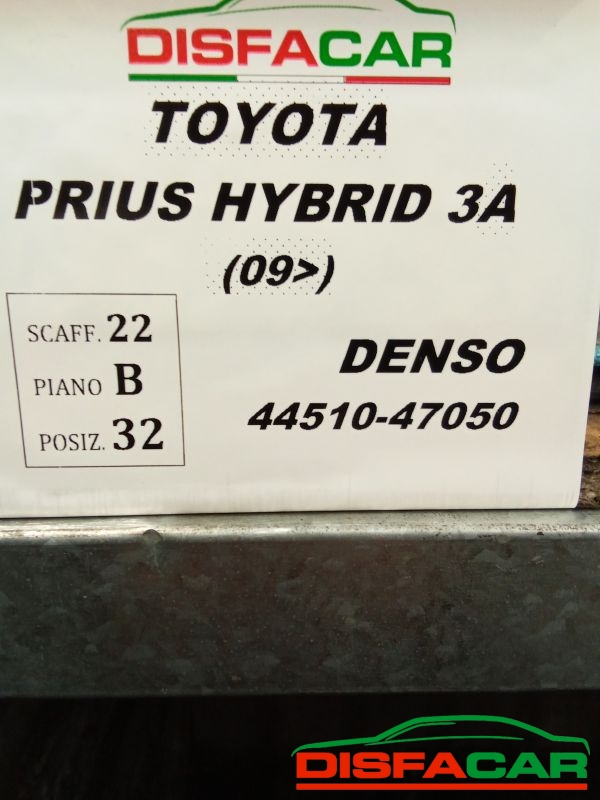 DISFACAR
TOYOTA
PRIUS HYBRID 3A
(09>)
SCAFF. 22
PIANO B
POSIZ. 32
DENSO
44510-47050
DISFACAR